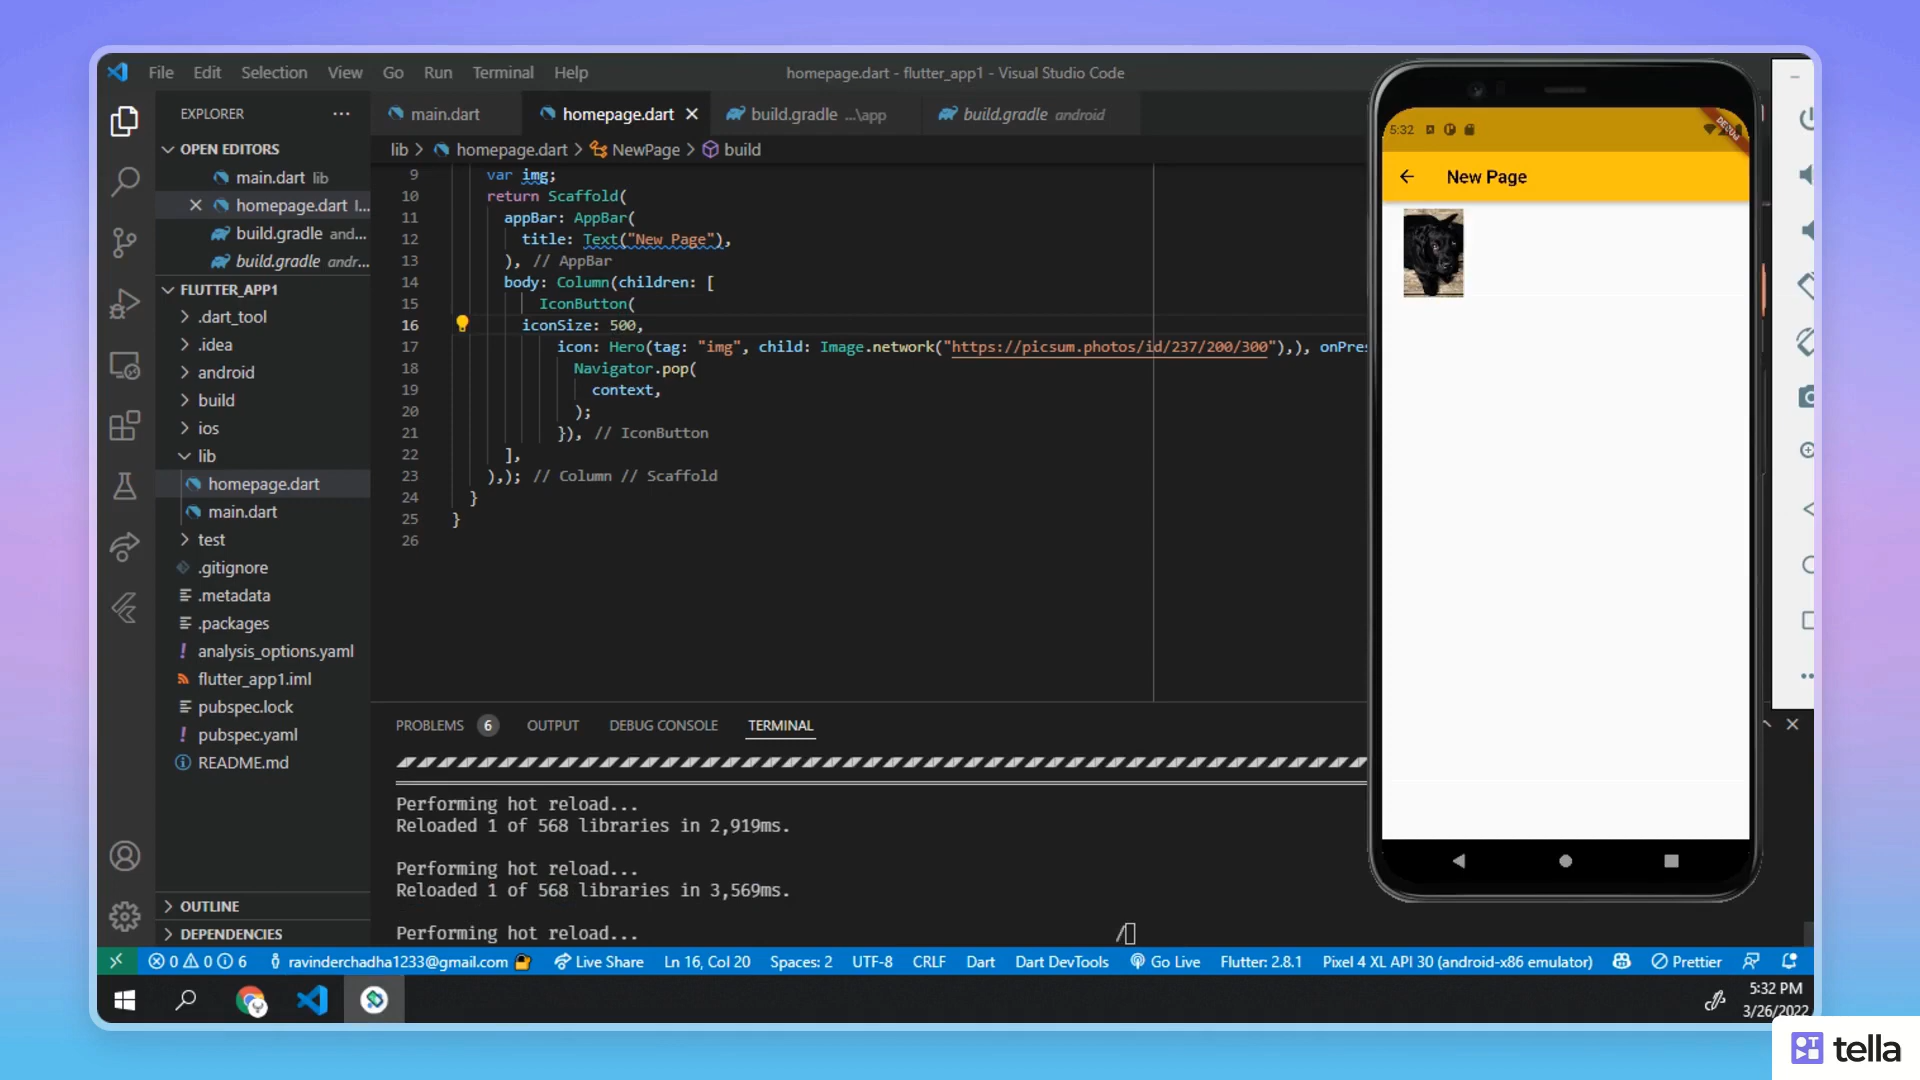 File Edit Selection View Go Run Terminal Help
homepage.dart - flutter_app1 - Visual Studio Code
EXPLORER
OPEN EDITORS
main.dart lib
homepage.dart l...
build.gradle and...
build.gradle andr...
FLUTTER_APP1
.dart_tool
.idea
android
build
ios
lib
homepage.dart
main.dart
test
.gitignore
.metadata
.packages
analysis_options.yaml
flutter_app1.iml
pubspec.lock
pubspec.yaml
README.md
OUTLINE
DEPENDENCIES
main.dart homepage.dart build.gradle ...\app build.gradle android
lib > homepage.dart > NewPage > build
9 var img;
10 return Scaffold(
11 appBar: AppBar(
12 title: Text("New Page"),
13 ), // AppBar
14 body: Column(children: [
15 IconButton(
16 iconSize: 500,
17 icon: Hero(tag: "img", child: Image.network("https://picsum.photos/id/237/200/300"),), onPres
18 Navigator.pop(
19 context,
20 );
21 }), // IconButton
22 ],
23 ),); // Column // Scaffold
24 }
25 }
26
PROBLEMS 6 OUTPUT DEBUG CONSOLE TERMINAL
Performing hot reload...
Reloaded 1 of 568 libraries in 2,919ms.
Performing hot reload...
Reloaded 1 of 568 libraries in 3,569ms.
Performing hot reload... /
5:32
DEBUG
New Page
0 0 6 ravinderchadha1233@gmail.com Live Share Ln 16, Col 20 Spaces: 2 UTF-8 CRLF Dart Dart DevTools Go Live Flutter: 2.8.1 Pixel 4 XL API 30 (android-x86 emulator) Prettier
5:32 PM
3/26/2022
tella